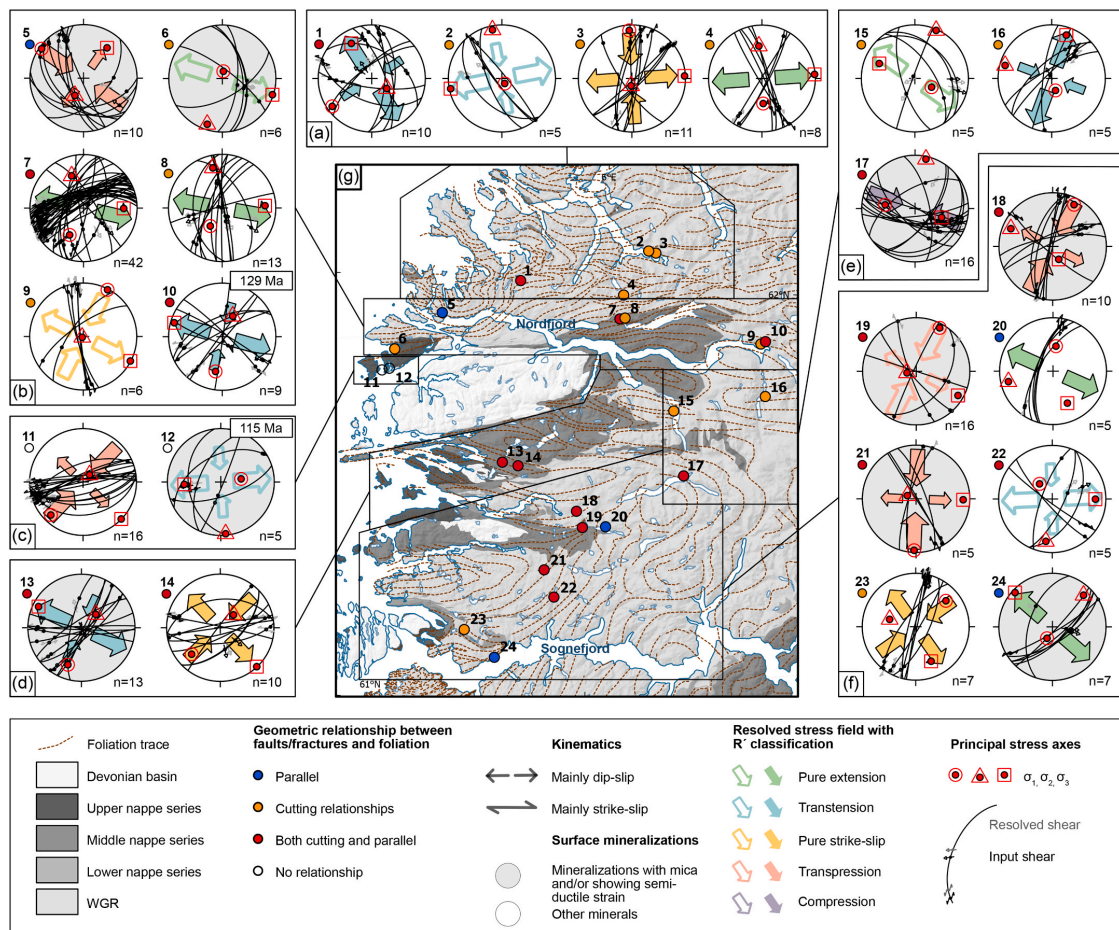 5
n=10
6
n=6
7
n=42
8
n=13
129 Ma
9
n=6
10
n=9
(b)
1
n=10
2
n=5
3
n=11
4
n=8
(a)
15
n=5
16
n=5
17
n=16
(e)
18
n=10
19
n=16
20
n=5
21
n=5
22
n=5
23
n=7
24
n=7
(f)
115 Ma
11
n=16
12
n=5
(c)
13
n=13
14
n=10
(d)
(g)
62°N
61°N
Nordfjord
Sognefjord
1
2
3
4
5
6
7
8
9
10
11
12
13
14
15
16
17
18
19
20
21
22
23
24
Foliation trace
Devonian basin
Upper nappe series
Middle nappe series
Lower nappe series
WGR
Geometric relationship between
faults/fractures and foliation
Parallel
Cutting relationships
Both cutting and parallel
No relationship
Kinematics
Mainly dip-slip
Mainly strike-slip
Surface mineralizations
Mineralizations with mica
and/or showing semi-
ductile strain
Other minerals
Resolved stress field with
R´ classification
Pure extension
Transtension
Pure strike-slip
Transpression
Compression
Principal stress axes
σ1, σ2, σ3
Resolved shear
Input shear